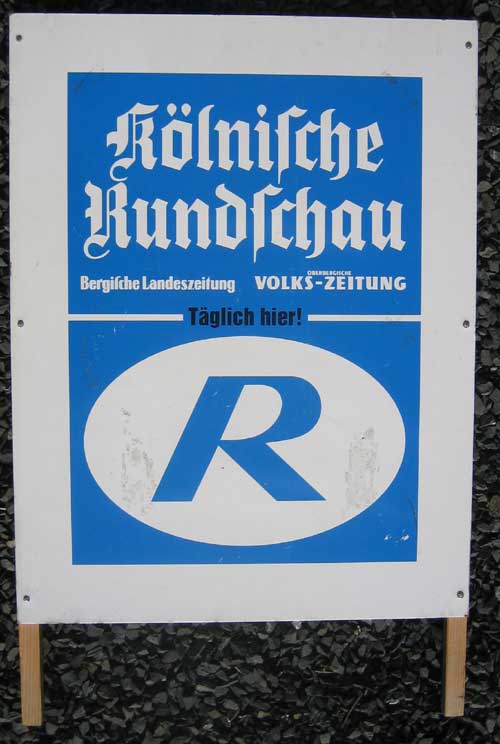 Kölniſche
Rundſchau
Bergiſche Landeszeitung
OBERBERGISCHE
VOLKS-ZEITUNG
Täglich hier!
R